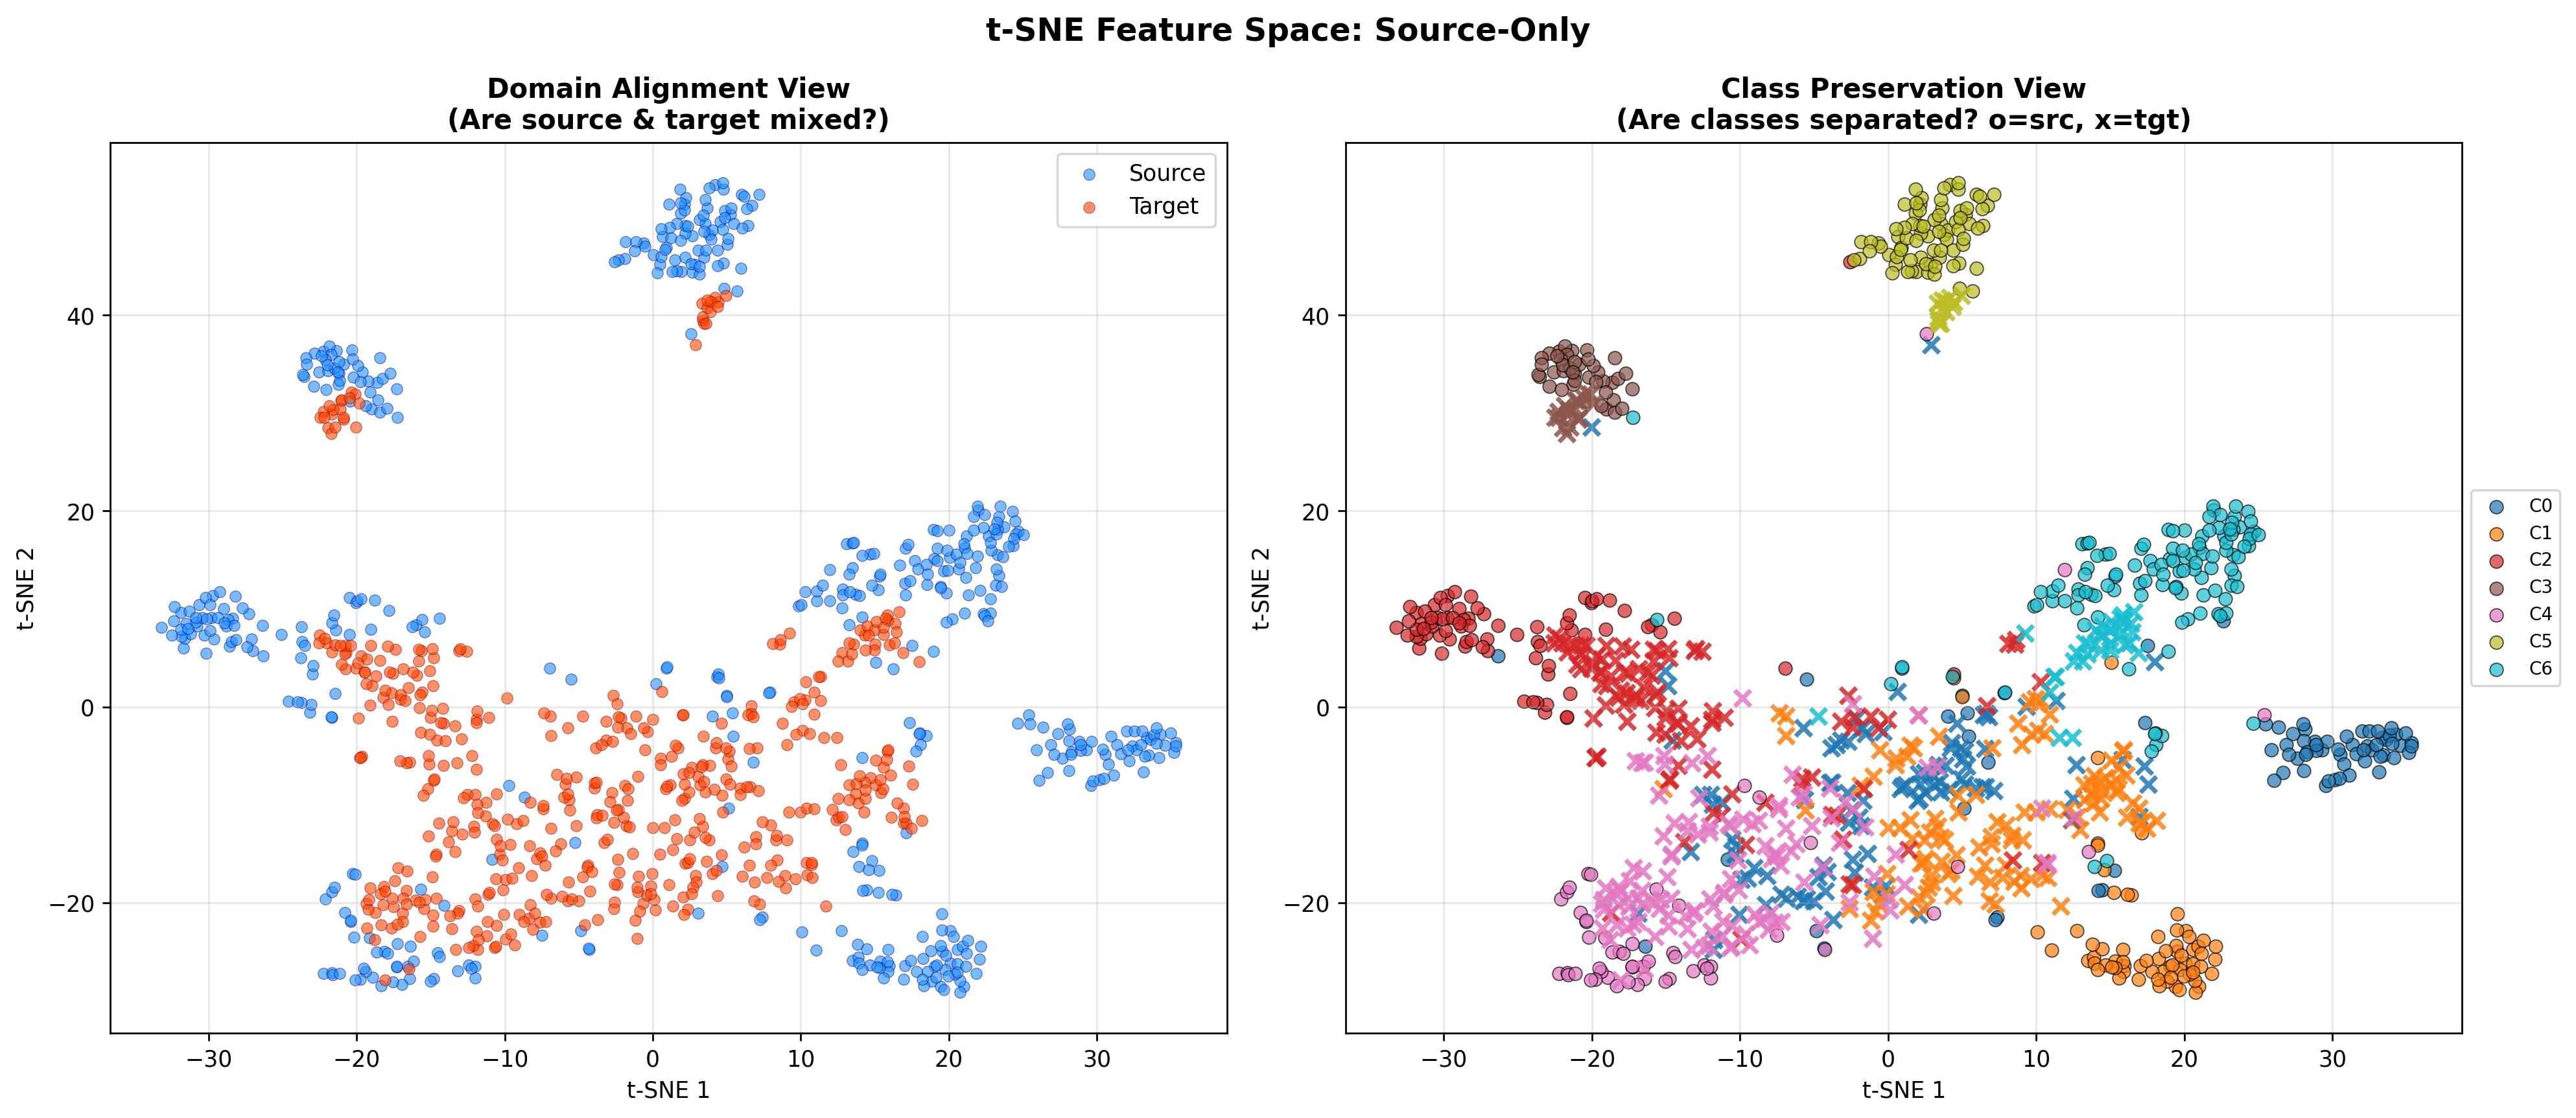 t-SNE Feature Space: Source-Only
Domain Alignment View
(Are source & target mixed?)
Source
Target
40
20
0
−20
−30
−20
−10
0
10
20
30
t-SNE 2
t-SNE 1
Class Preservation View
(Are classes separated? o=src, x=tgt)
40
20
0
−20
−30
−20
−10
0
10
20
30
t-SNE 2
t-SNE 1
C0
C1
C2
C3
C4
C5
C6